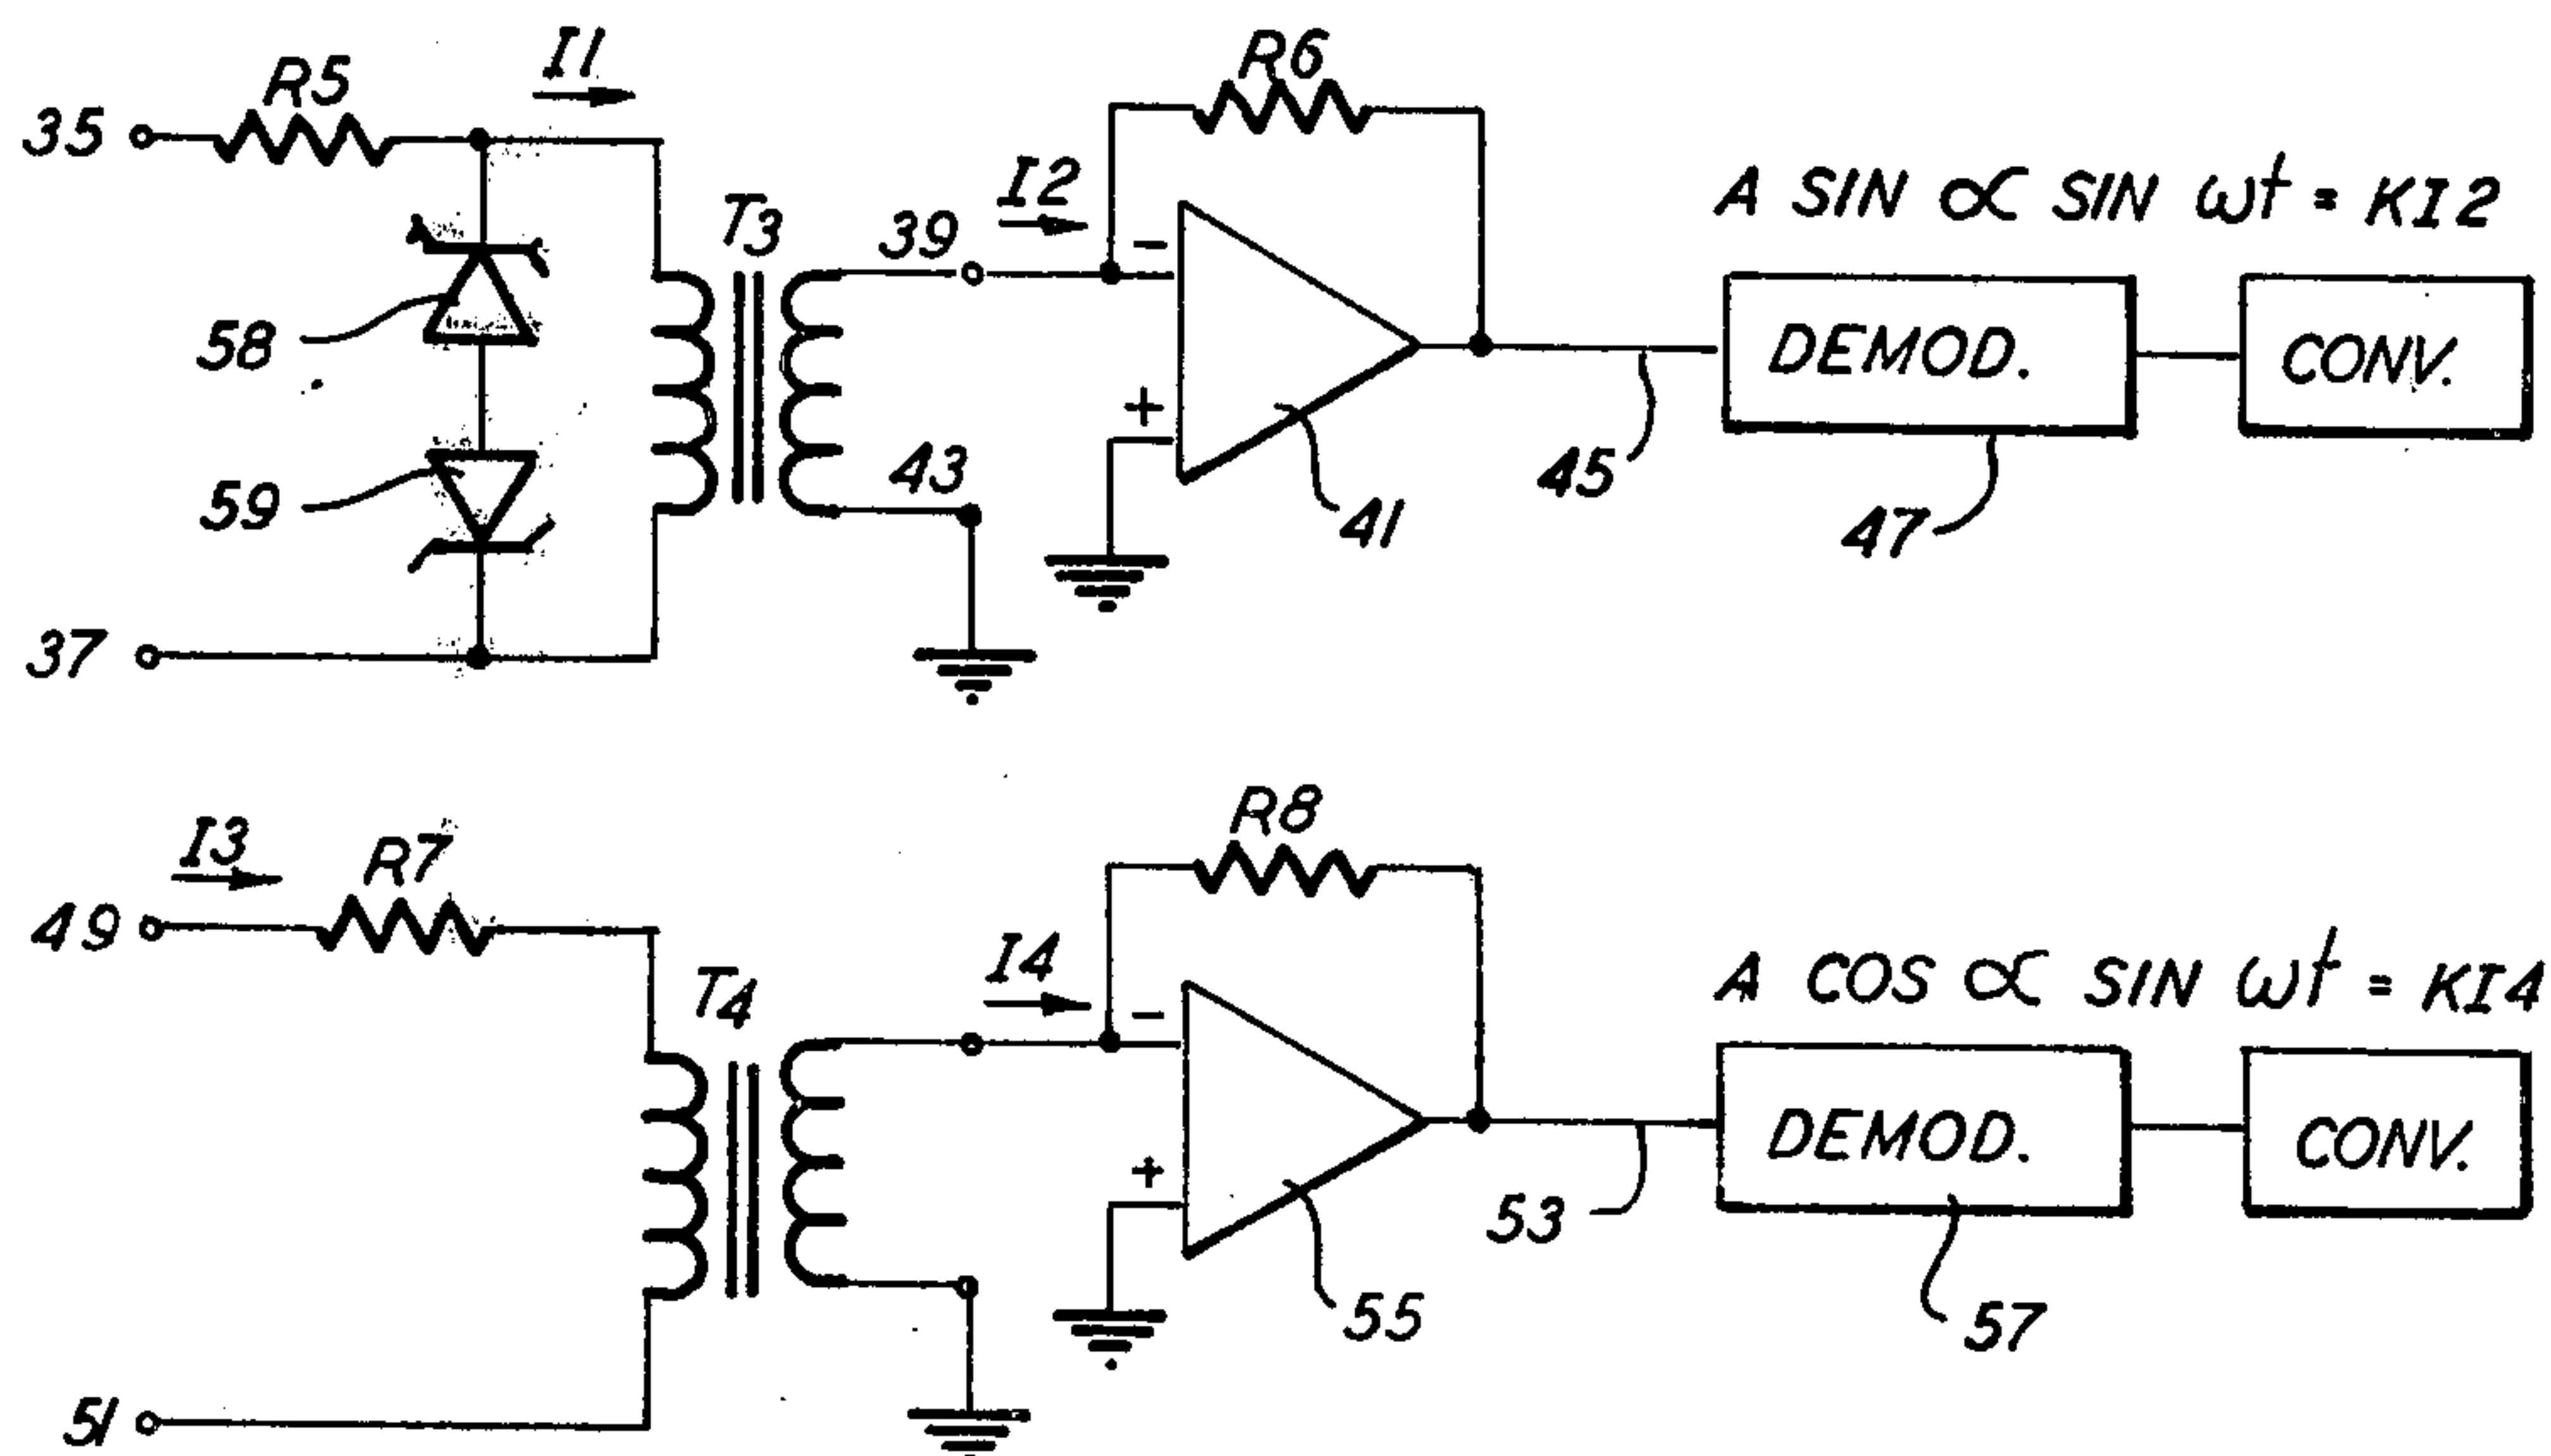 I1
R5
35
R6
I2
T3
39
A SIN ∝ SIN ωt = KI2
-
58
DEMOD.
CONV.
+
59
43
45
41
47
37
R8
I3
R7
49
I4
T4
A COS ∝ SIN ωt = KI4
-
DEMOD.
CONV.
+
53
55
57
51